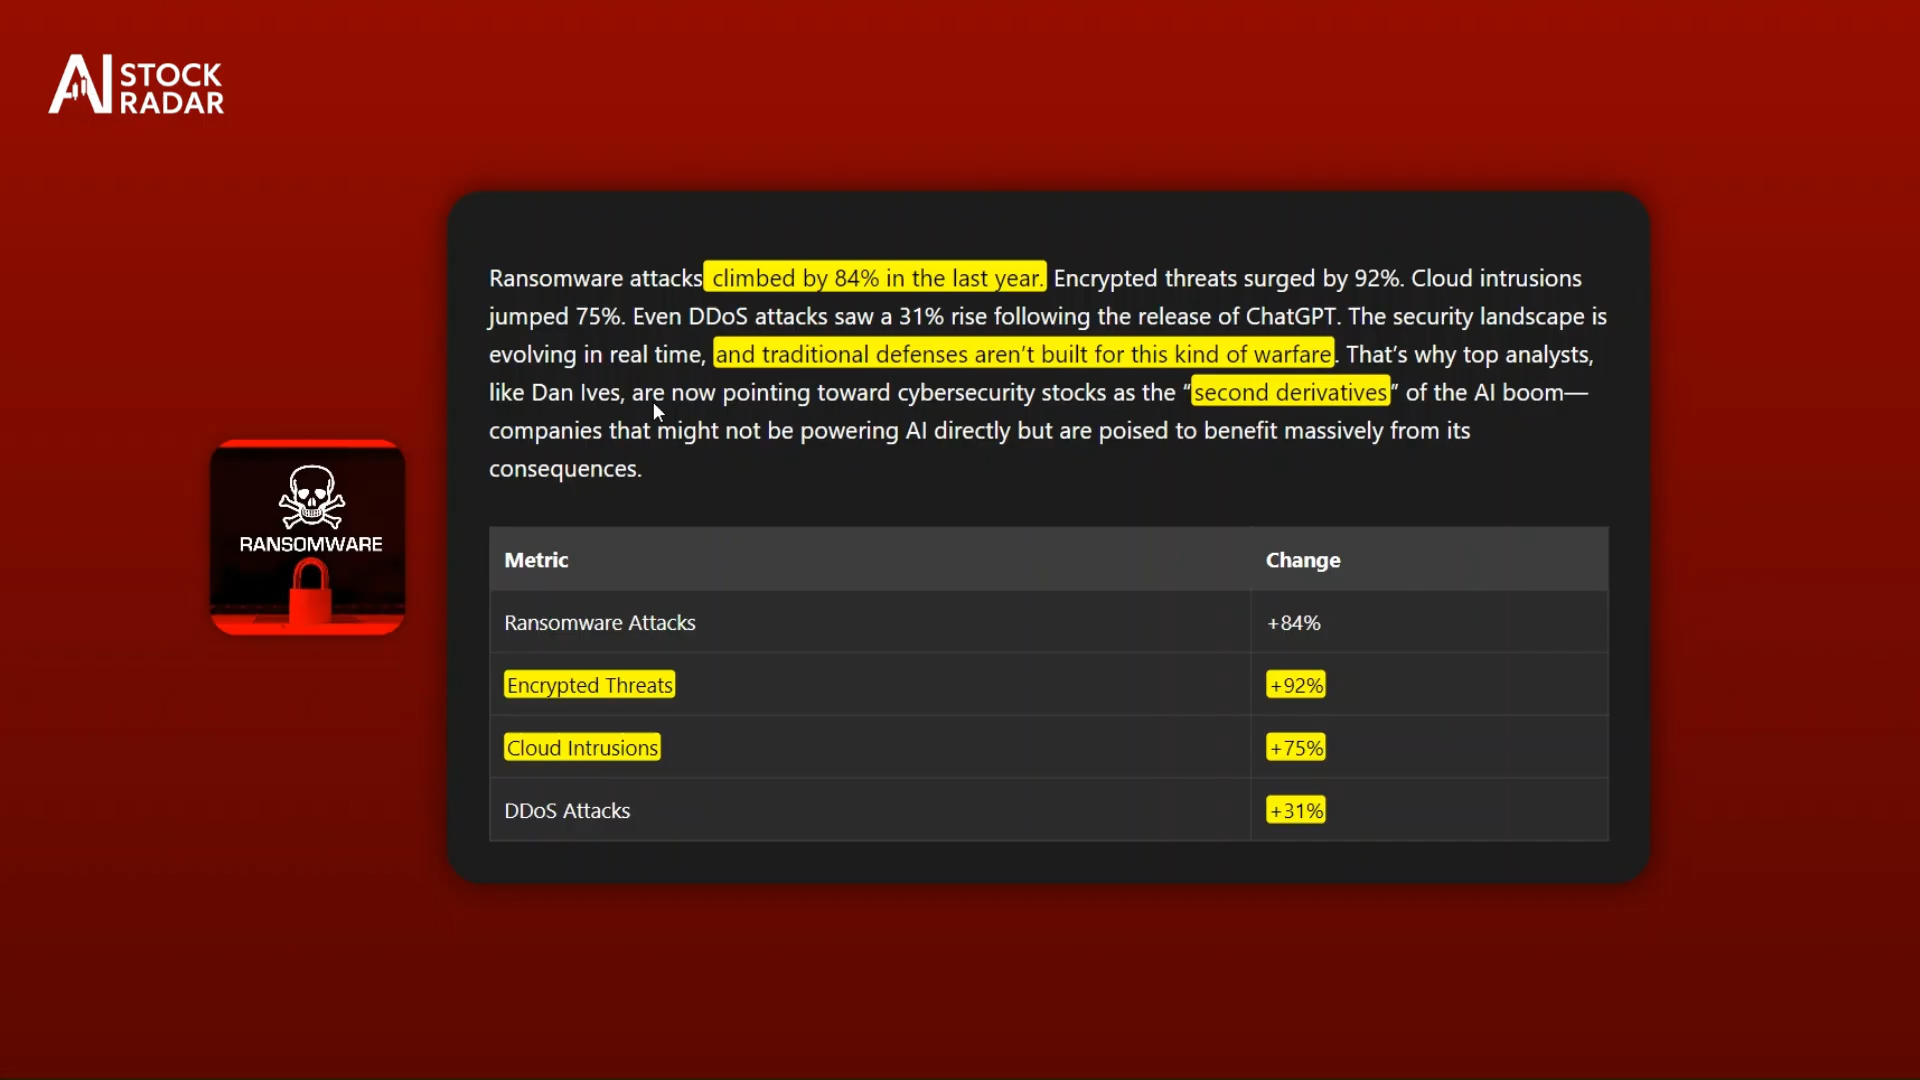 AI STOCK
RADAR
Ransomware attacks climbed by 84% in the last year. Encrypted threats surged by 92%. Cloud intrusions
jumped 75%. Even DDoS attacks saw a 31% rise following the release of ChatGPT. The security landscape is
evolving in real time, and traditional defenses aren’t built for this kind of warfare. That’s why top analysts,
like Dan Ives, are now pointing toward cybersecurity stocks as the “second derivatives” of the AI boom—
companies that might not be powering AI directly but are poised to benefit massively from its
consequences.
RANSOMWARE
Metric Change
Ransomware Attacks +84%
Encrypted Threats +92%
Cloud Intrusions +75%
DDoS Attacks +31%